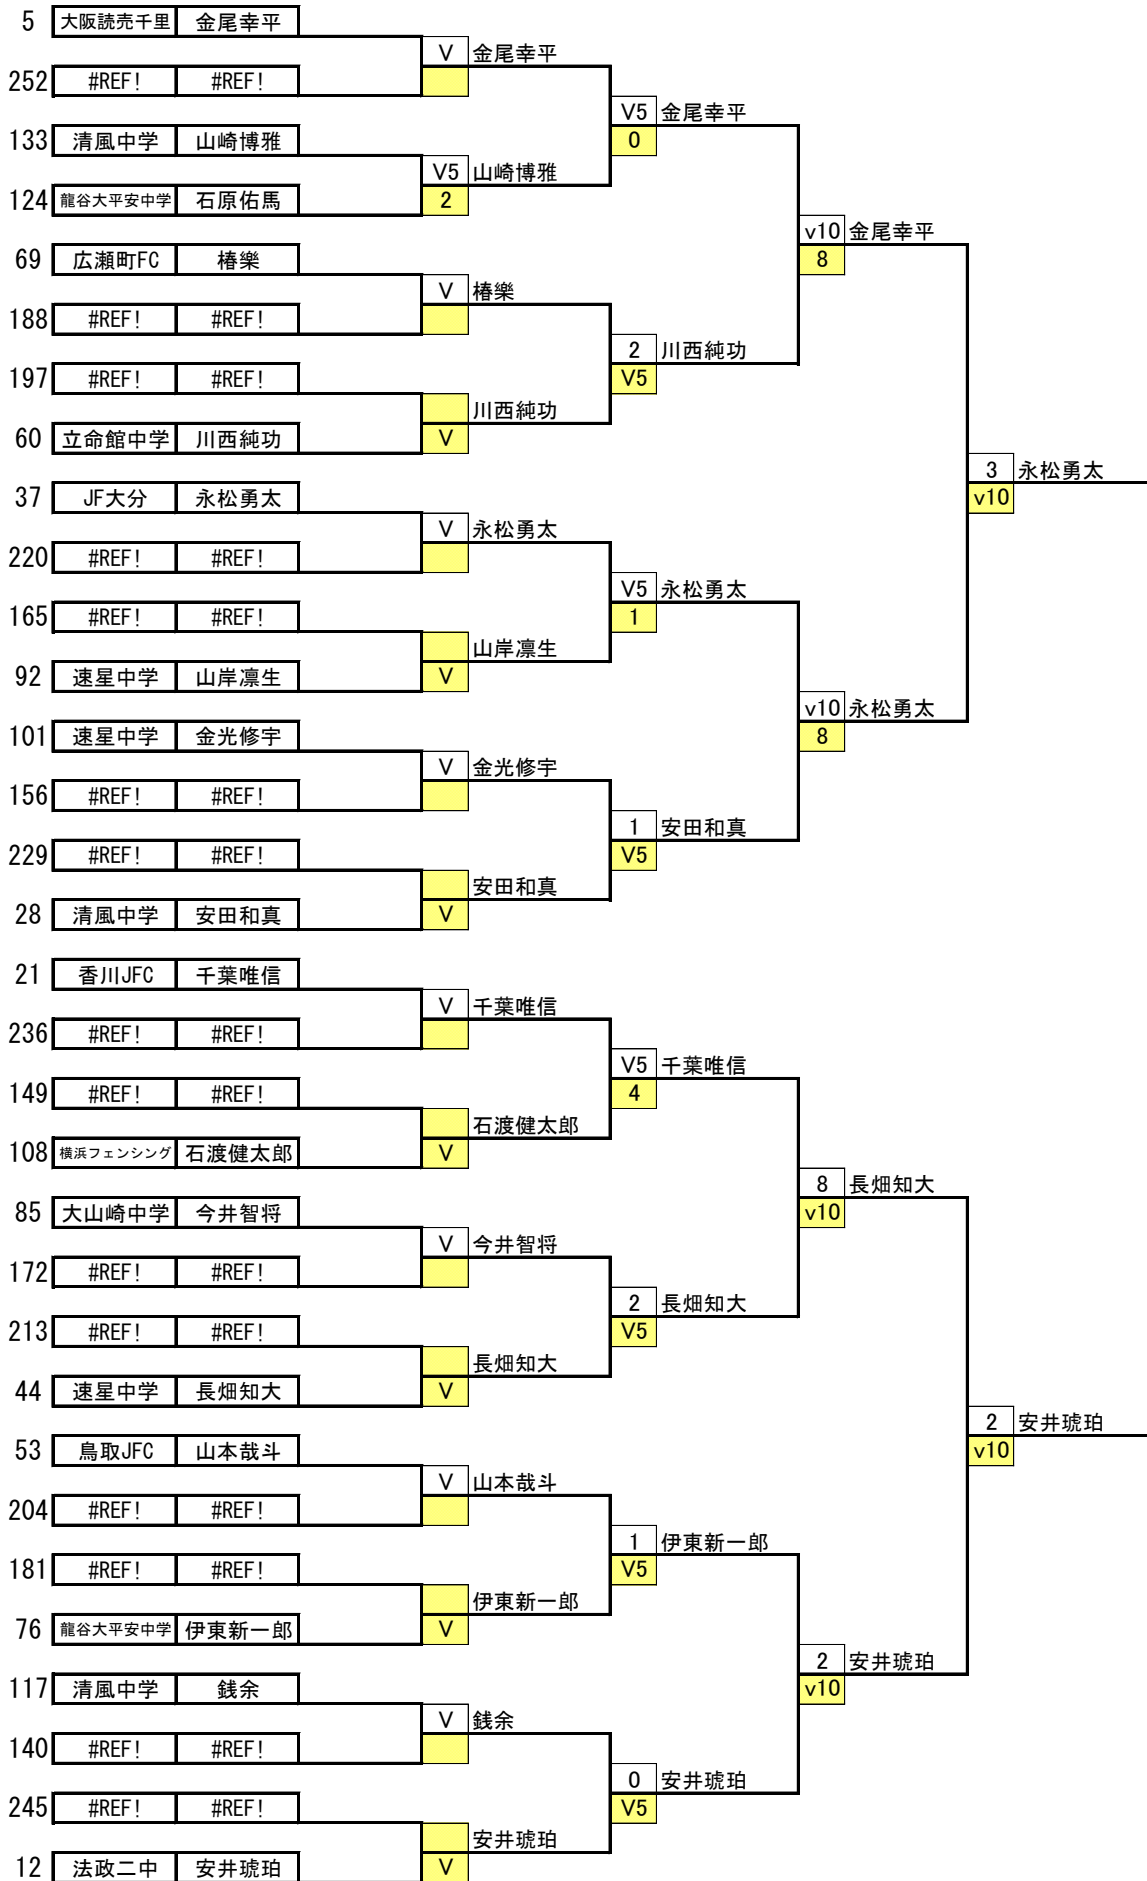 5 大阪読売千里 金尾幸平
V 金尾幸平
252 #REF! #REF!
V5 金尾幸平
133 清風中学 山崎博雅
0
V5 山崎博雅
124 龍谷大平安中学 石原佑馬
2
v10 金尾幸平
69 広瀬町FC 椿樂
8
V 椿樂
188 #REF! #REF!
2 川西純功
197 #REF! #REF!
V5
川西純功
60 立命館中学 川西純功
V
3 永松勇太
37 JF大分 永松勇太
v10
V 永松勇太
220 #REF! #REF!
V5 永松勇太
165 #REF! #REF!
1
山岸凛生
92 速星中学 山岸凛生
V
v10 永松勇太
101 速星中学 金光修宇
8
V 金光修宇
156 #REF! #REF!
1 安田和真
229 #REF! #REF!
V5
安田和真
28 清風中学 安田和真
V
21 香川JFC 千葉唯信
V 千葉唯信
236 #REF! #REF!
V5 千葉唯信
149 #REF! #REF!
4
石渡健太郎
108 横浜フェンシング 石渡健太郎
V
8 長畑知大
85 大山崎中学 今井智将
v10
V 今井智将
172 #REF! #REF!
2 長畑知大
213 #REF! #REF!
V5
長畑知大
44 速星中学 長畑知大
V
2 安井琥珀
53 鳥取JFC 山本哉斗
v10
V 山本哉斗
204 #REF! #REF!
1 伊東新一郎
181 #REF! #REF!
V5
伊東新一郎
76 龍谷大平安中学 伊東新一郎
V
2 安井琥珀
117 清風中学 銭余
v10
V 銭余
140 #REF! #REF!
0 安井琥珀
245 #REF! #REF!
V5
安井琥珀
12 法政二中 安井琥珀
V